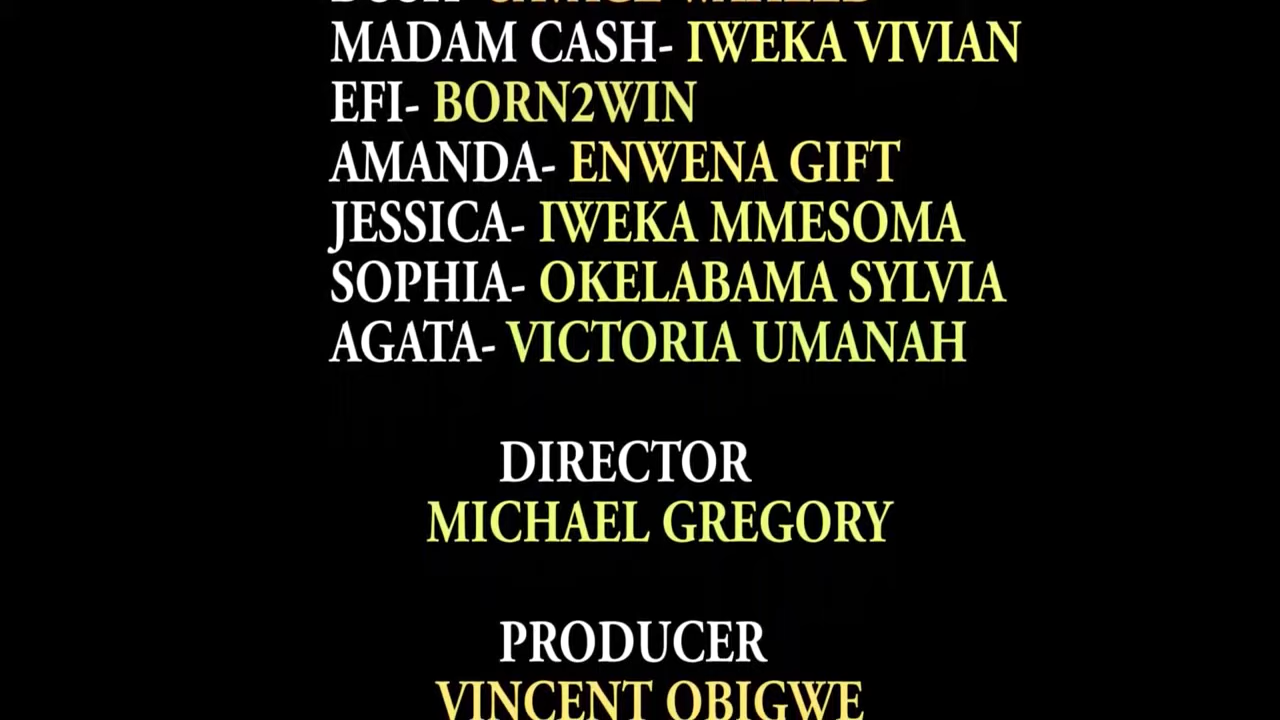 MADAM CASH- IWEKA VIVIAN
EFI- BORN2WIN
AMANDA- ENWENA GIFT
JESSICA- IWEKA MMESOMA
SOPHIA- OKELABAMA SYLVIA
AGATA- VICTORIA UMANAH
DIRECTOR
MICHAEL GREGORY
PRODUCER
VINCENT OBIGWE